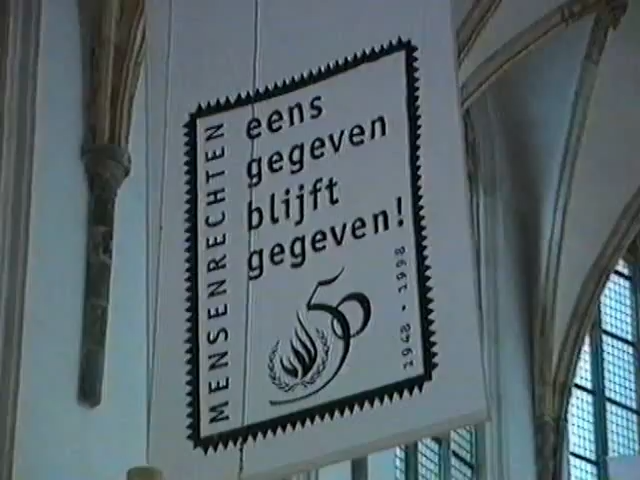 MENSENRECHTEN
eens
gegeven
blijft
gegeven!
50
1948 • 1998